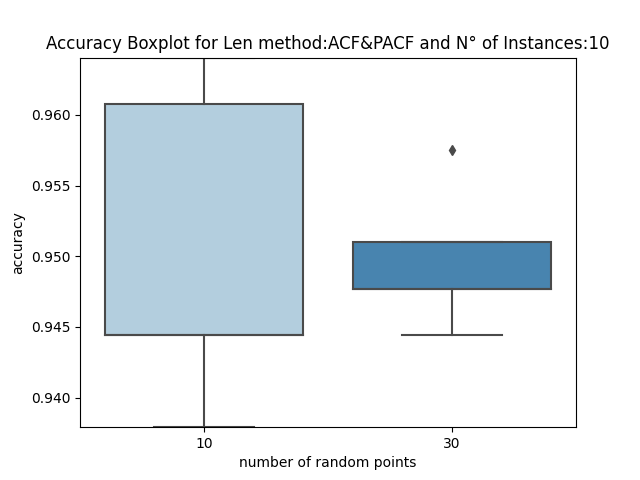 Accuracy Boxplot for Len method:ACF&PACF and N° of Instances:10
0.960
0.955
0.950
0.945
0.940
accuracy
10 30
number of random points